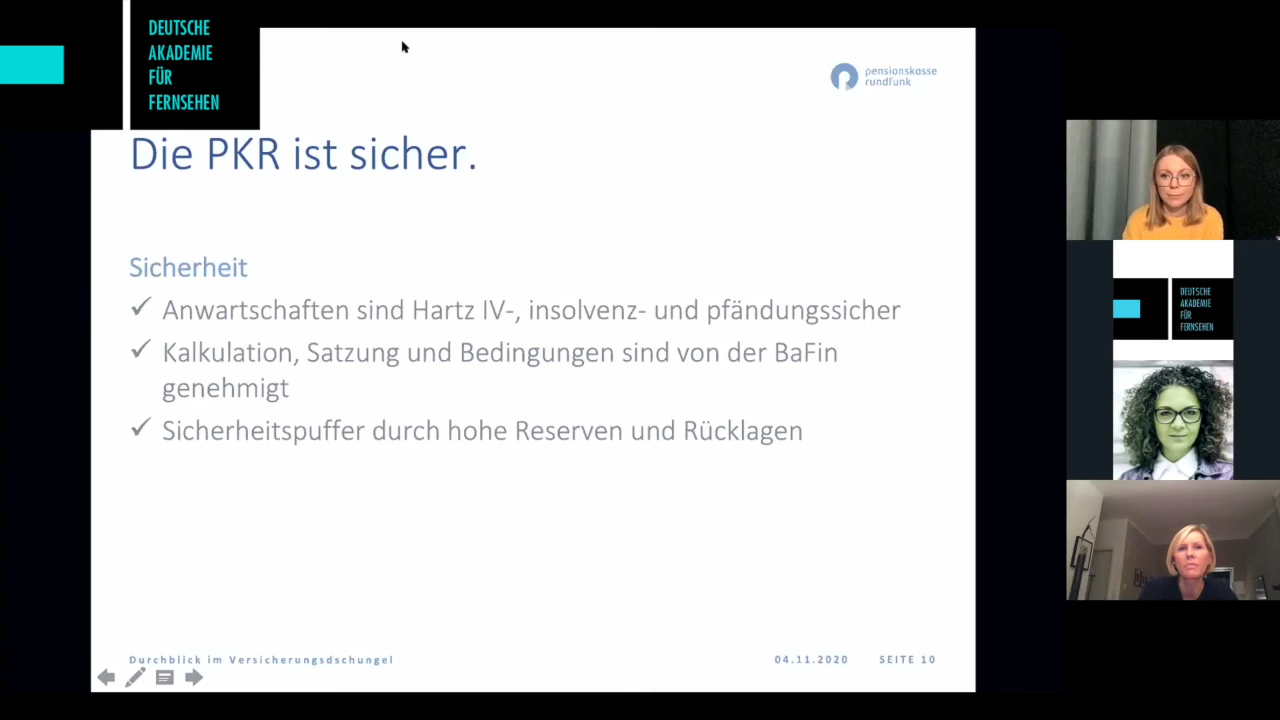 DEUTSCHE
AKADEMIE
FÜR
FERNSEHEN
pensionskasse
rundfunk
Die PKR ist sicher.
Sicherheit
✓ Anwartschaften sind Hartz IV-, insolvenz- und pfändungssicher
✓ Kalkulation, Satzung und Bedingungen sind von der BaFin
genehmigt
✓ Sicherheitspuffer durch hohe Reserven und Rücklagen
Durchblick im Versicherungsdschungel
04.11.2020 SEITE 10
DEUTSCHE
AKADEMIE
FÜR
FERNSEHEN